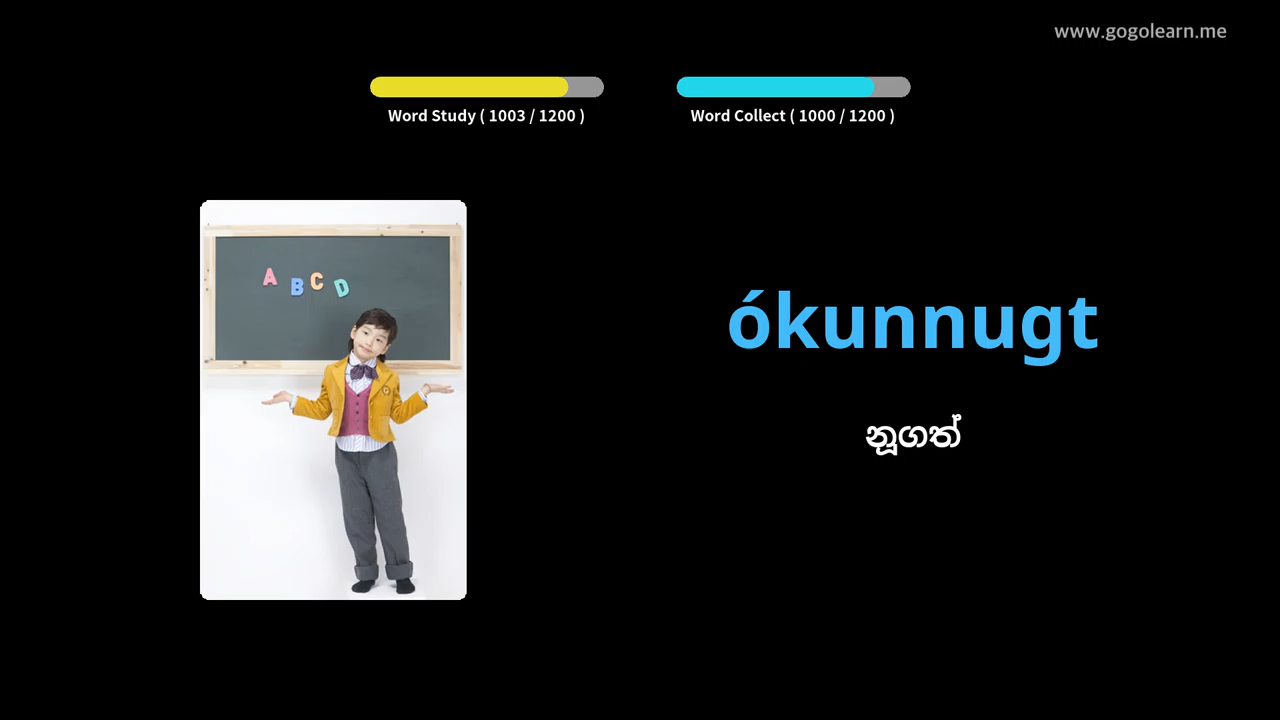 www.gogolearn.me
Word Study ( 1003 / 1200 )
Word Collect ( 1000 / 1200 )
A B C D
ókunnugt
නූගත්